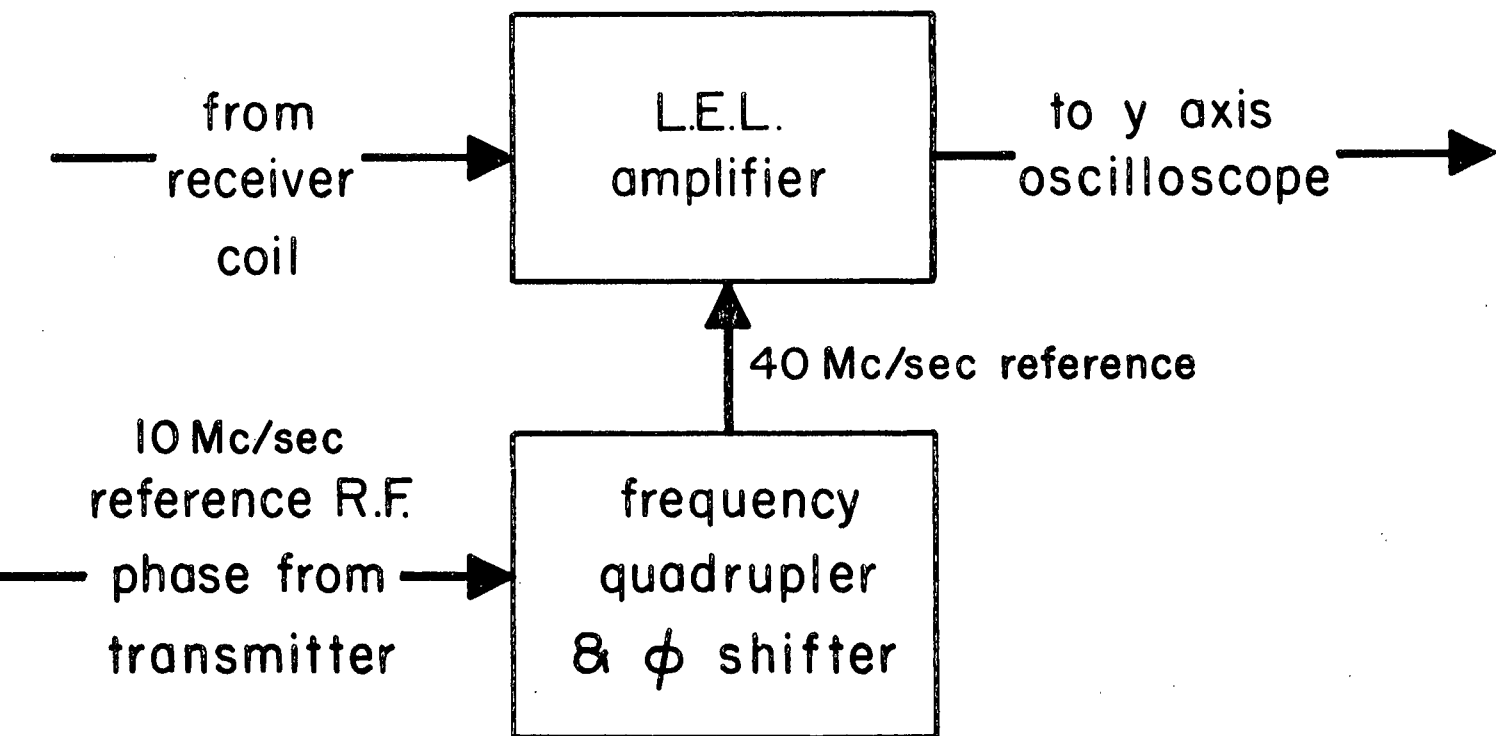 from
receiver
coil
L.E.L.
amplifier
to y axis
oscilloscope
40 Mc/sec reference
10 Mc/sec
reference R.F.
phase from
transmitter
frequency
quadrupler
& ϕ shifter